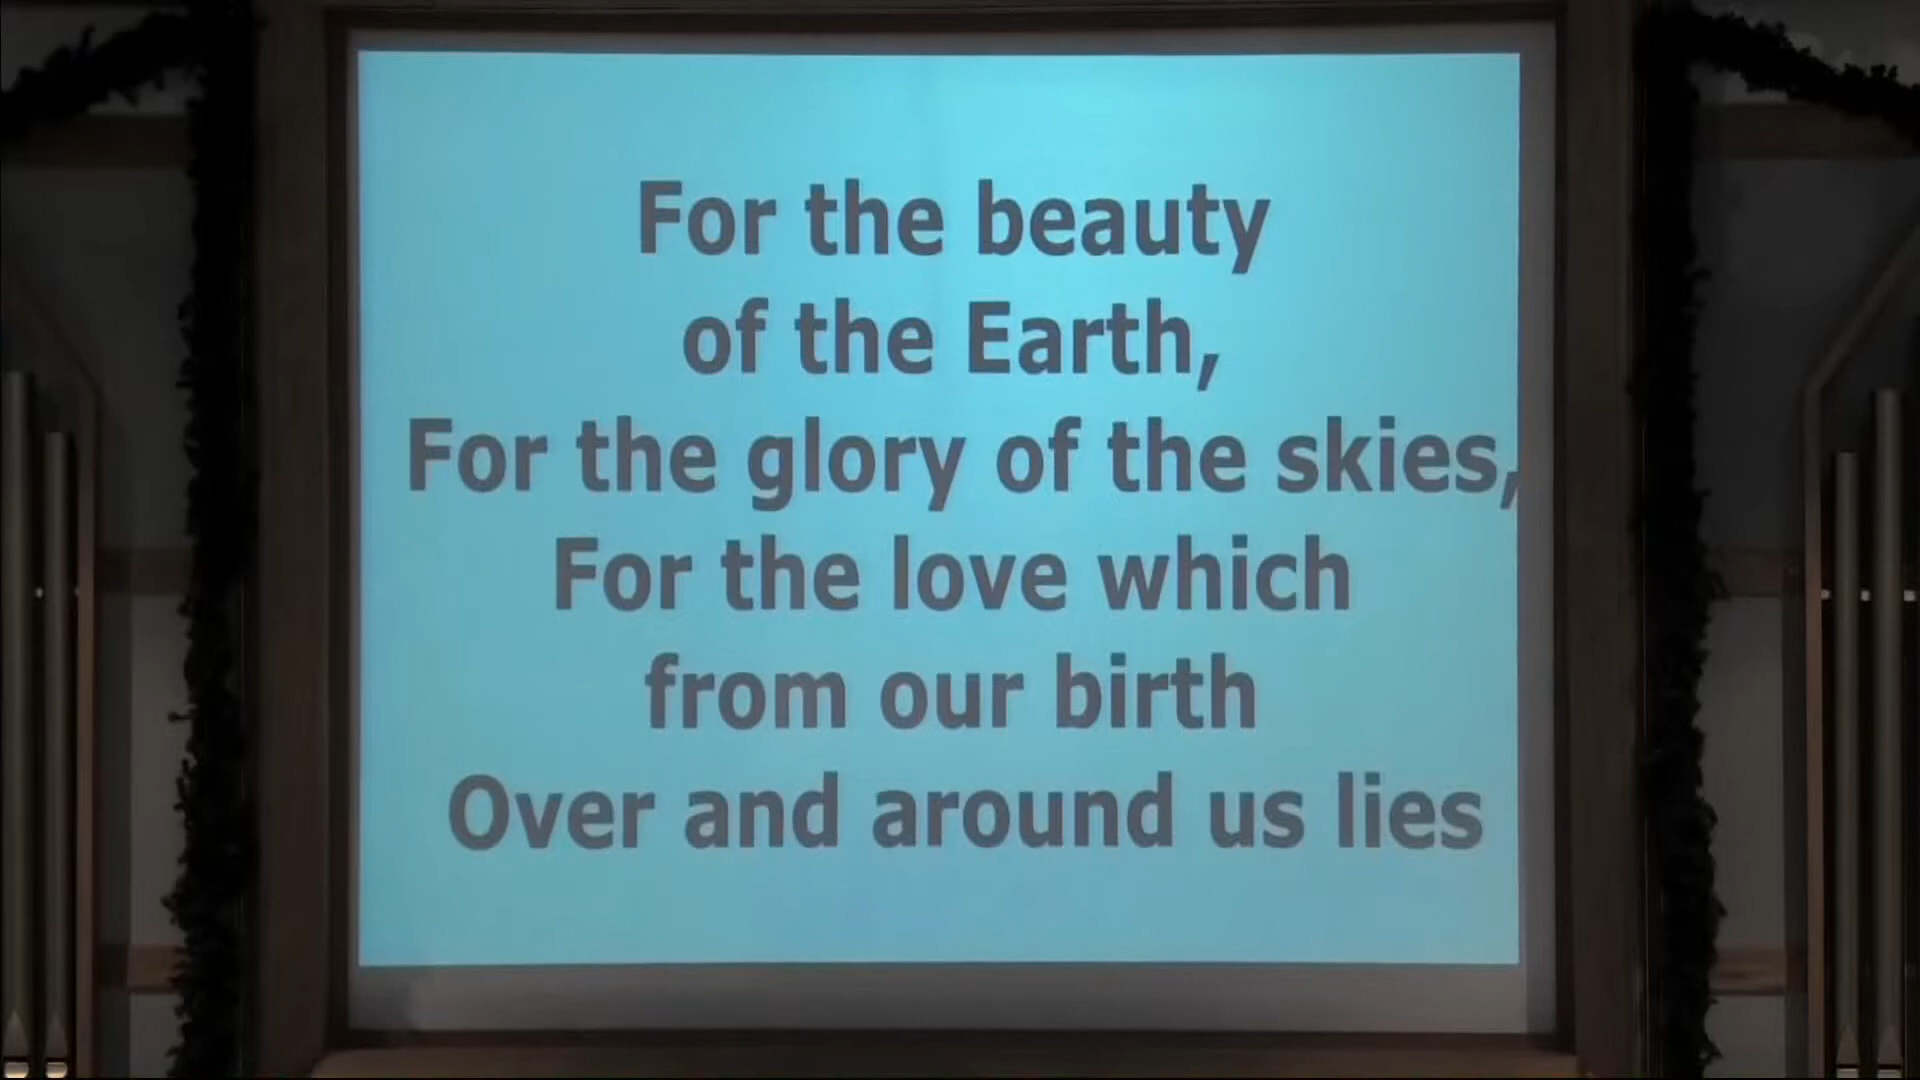 For the beauty
of the Earth,
For the glory of the skies,
For the love which
from our birth
Over and around us lies